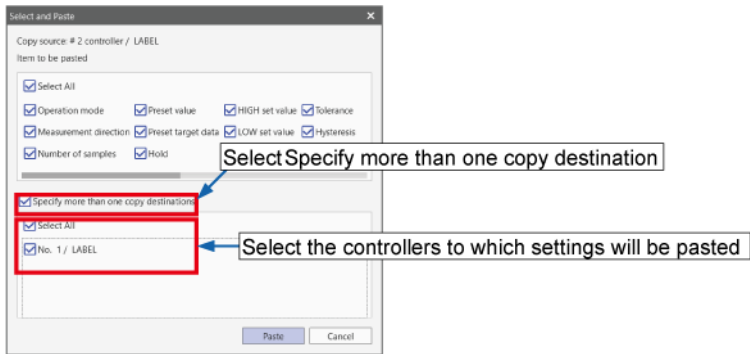 Select and Paste
Copy source: # 2 controller / LABEL
Item to be pasted
Select All
Operation mode Preset value HIGH set value Tolerance
Measurement direction Preset target data LOW set value Hysteresis
Number of samples Hold
Select Specify more than one copy destination
Specify more than one copy destinations
Select All
No. 1 / LABEL
Select the controllers to which settings will be pasted
Paste Cancel